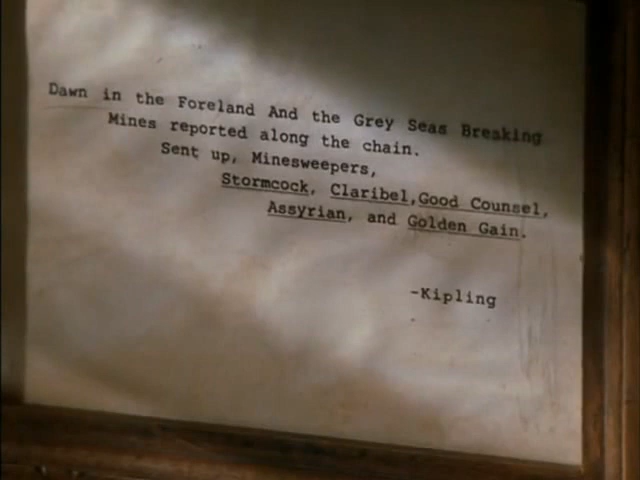 Dawn in the Foreland And the Grey Seas Breaking
Mines reported along the chain.
Sent up, Minesweepers,
Stormcock, Claribel,Good Counsel,
Assyrian, and Golden Gain.
-Kipling